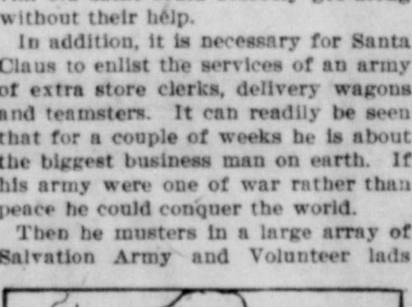 without their help.
In addition, it is necessary for Santa
Claus to enlist the services of an army
of extra store clerks, delivery wagons
and teamsters. It can readily be seen
that for a couple of weeks he is about
the biggest business man on earth. If
his army were one of war rather than
peace he could conquer the world.
Then he musters in a large array of
Salvation Army and Volunteer lads